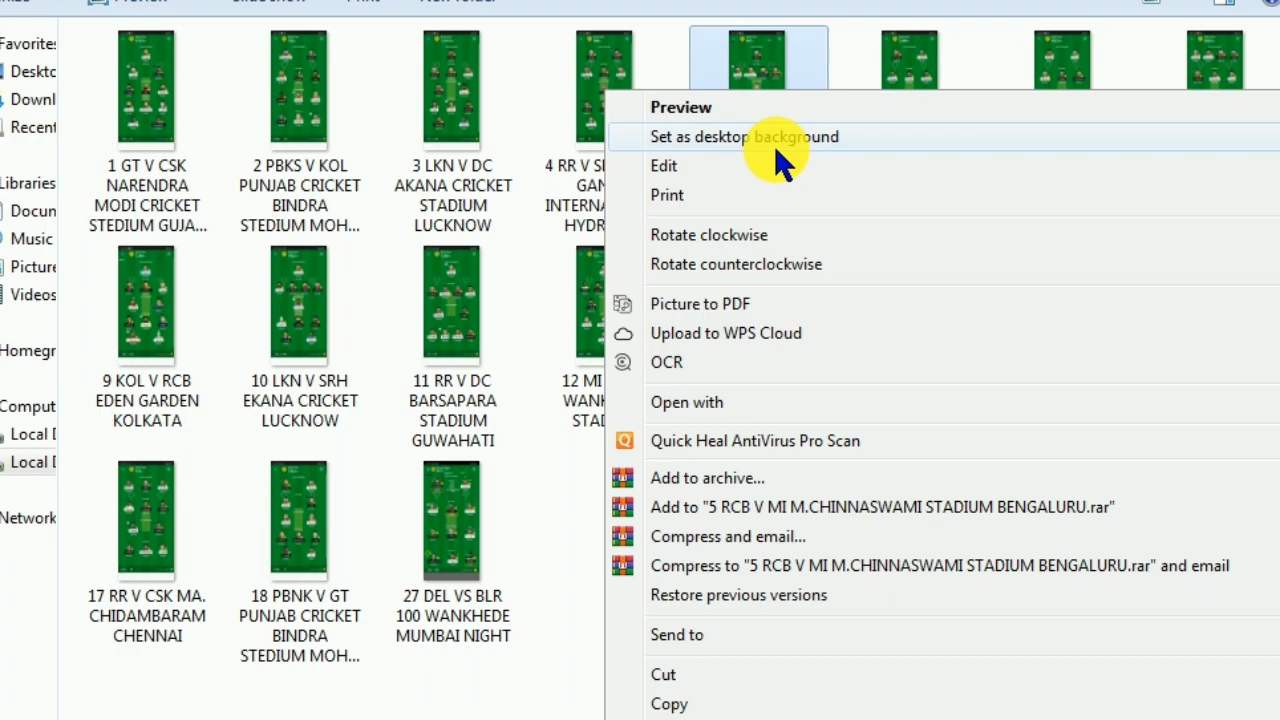 Favorite
Deskto
Downl
Recent
Libraries
Docun
Music
Picture
Videos
Homegr
Comput
Local D
Local D
Network
1 GT V CSK
NARENDRA
MODI CRICKET
STEDIUM GUJA...
2 PBKS V KOL
PUNJAB CRICKET
BINDRA
STEDIUM MOH...
3 LKN V DC
AKANA CRICKET
STADIUM
LUCKNOW
4 RR V S
GAN
INTERNA
HYDR
9 KOL V RCB
EDEN GARDEN
KOLKATA
10 LKN V SRH
EKANA CRICKET
LUCKNOW
11 RR V DC
BARSAPARA
STADIUM
GUWAHATI
12 MI
WANK
STAD
17 RR V CSK MA.
CHIDAMBARAM
CHENNAI
18 PBNK V GT
PUNJAB CRICKET
BINDRA
STEDIUM MOH...
27 DEL VS BLR
100 WANKHEDE
MUMBAI NIGHT
Preview
Set as desktop background
Edit
Print
Rotate clockwise
Rotate counterclockwise
Picture to PDF
Upload to WPS Cloud
OCR
Open with
Quick Heal AntiVirus Pro Scan
Add to archive...
Add to "5 RCB V MI M.CHINNASWAMI STADIUM BENGALURU.rar"
Compress and email...
Compress to "5 RCB V MI M.CHINNASWAMI STADIUM BENGALURU.rar" and email
Restore previous versions
Send to
Cut
Copy